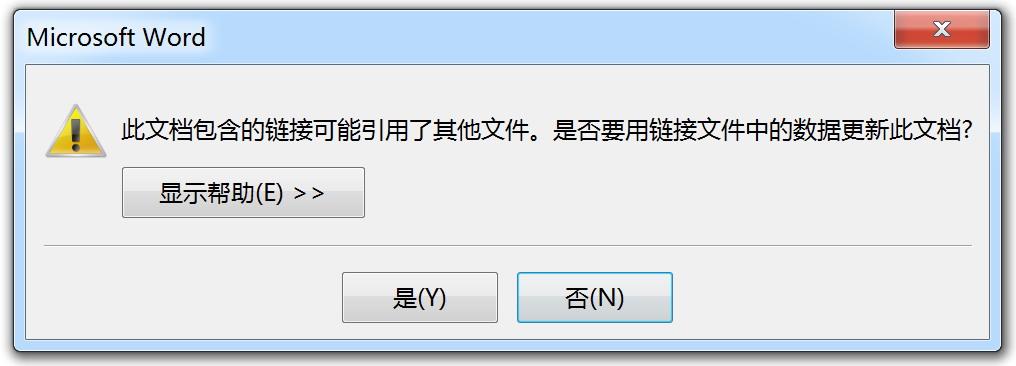 Microsoft Word
此文档包含的链接可能引用了其他文件。是否要用链接文件中的数据更新此文档?
显示帮助(E) >>
是(Y)
否(N)